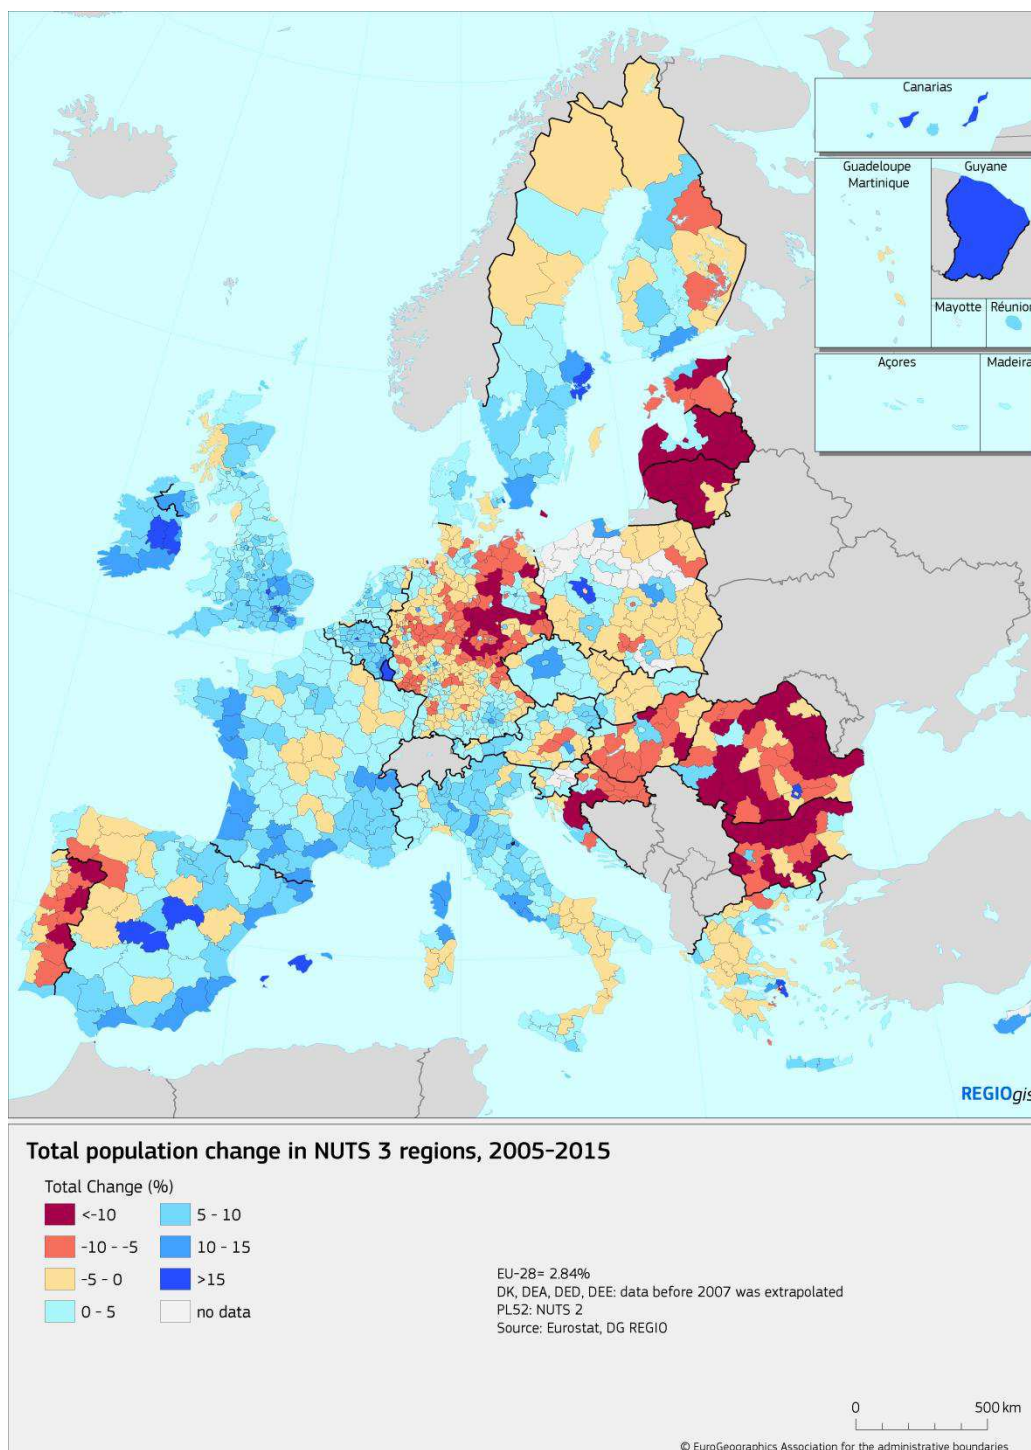 Canarias
Guadeloupe
Martinique
Guyane
Mayotte
Réunion
Açores
Madeira
REGIOgis
Total population change in NUTS 3 regions, 2005-2015
Total Change (%)
<-10
-10 - -5
-5 - 0
0 - 5
5 - 10
10 - 15
>15
no data
EU-28= 2.84%
DK, DEA, DED, DEE: data before 2007 was extrapolated
PL52: NUTS 2
Source: Eurostat, DG REGIO
0 500 km
© EuroGeographics Association for the administrative boundaries